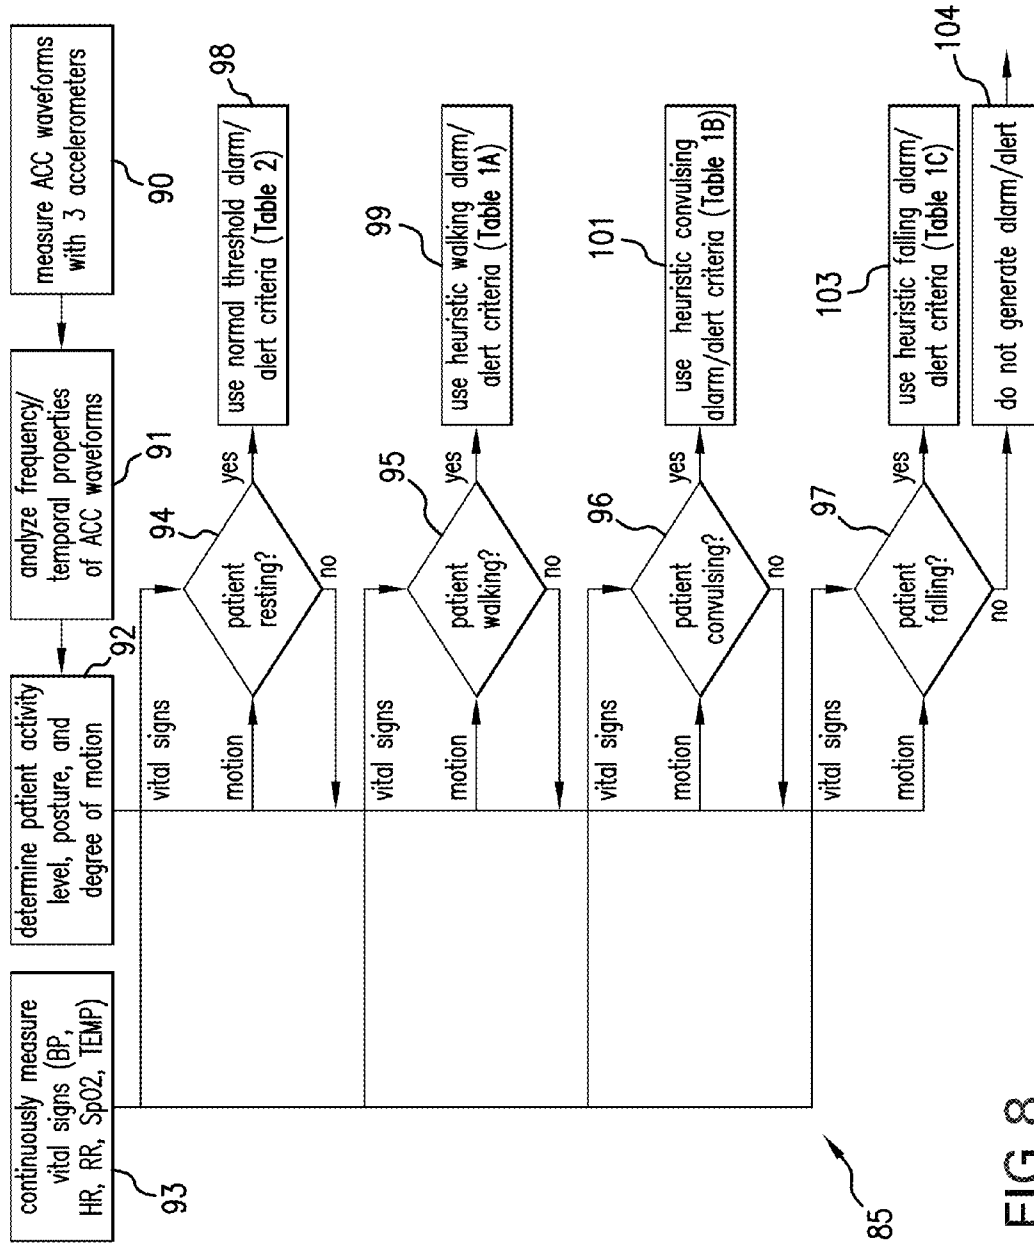 continuously measure
vital signs (BP,
HR, RR, SpO2, TEMP)
93
determine patient activity
level, posture, and
degree of motion
92
analyze frequency/
temporal properties
of ACC waveforms
91
measure ACC waveforms
with 3 accelerometers
90
vital signs
motion
patient
resting?
94
yes
no
use normal threshold alarm/
alert criteria (Table 2)
98
vital signs
motion
patient
walking?
95
yes
no
use heuristic walking alarm/
alert criteria (Table 1A)
99
vital signs
motion
patient
convulsing?
96
yes
no
use heuristic convulsing
alarm/alert criteria (Table 1B)
101
vital signs
motion
patient
falling?
97
yes
no
use heuristic falling alarm/
alert criteria (Table 1C)
103
do not generate alarm/alert
104
85
FIG. 8